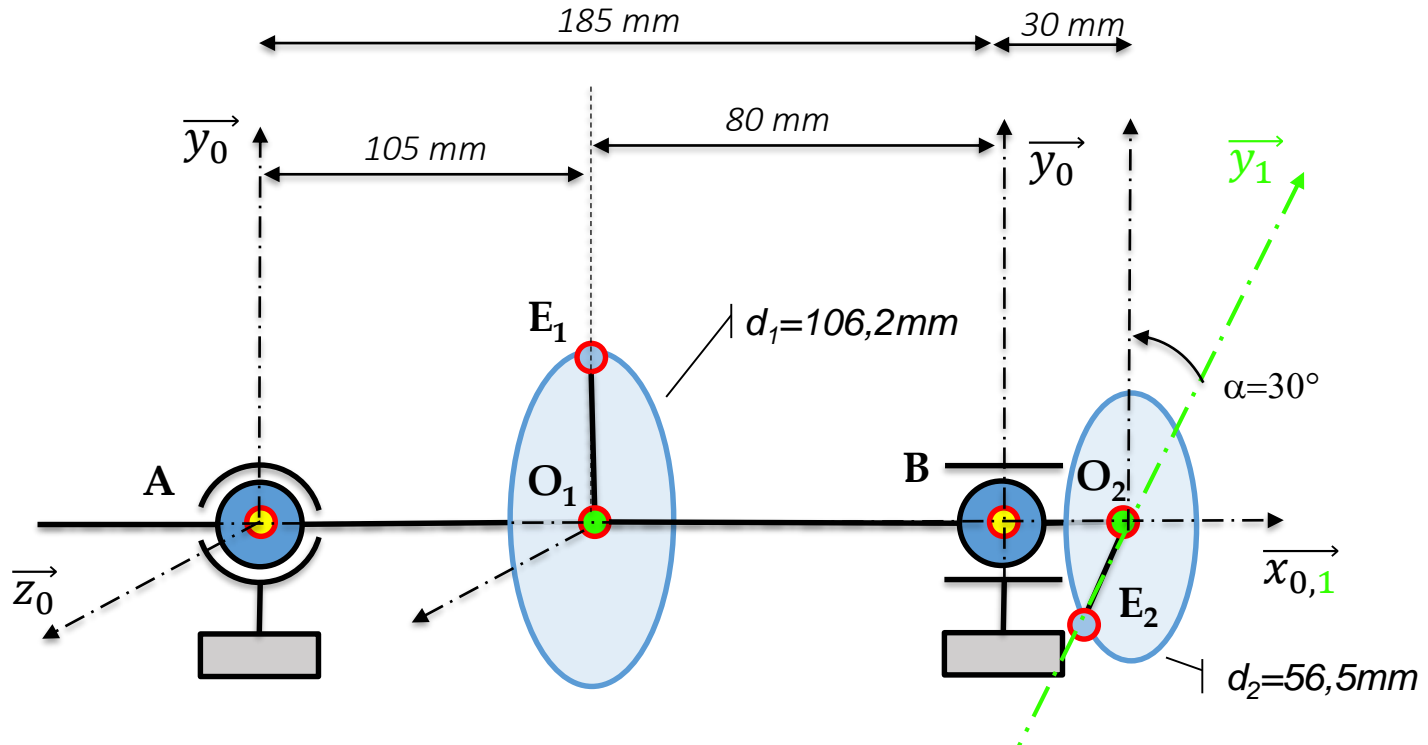 185 mm
30 mm
80 mm
105 mm
y₀
y₀
y₁
E₁
d₁=106,2mm
α=30°
A
B
O₁
O₂
z₀
x₀,₁
E₂
d₂=56,5mm